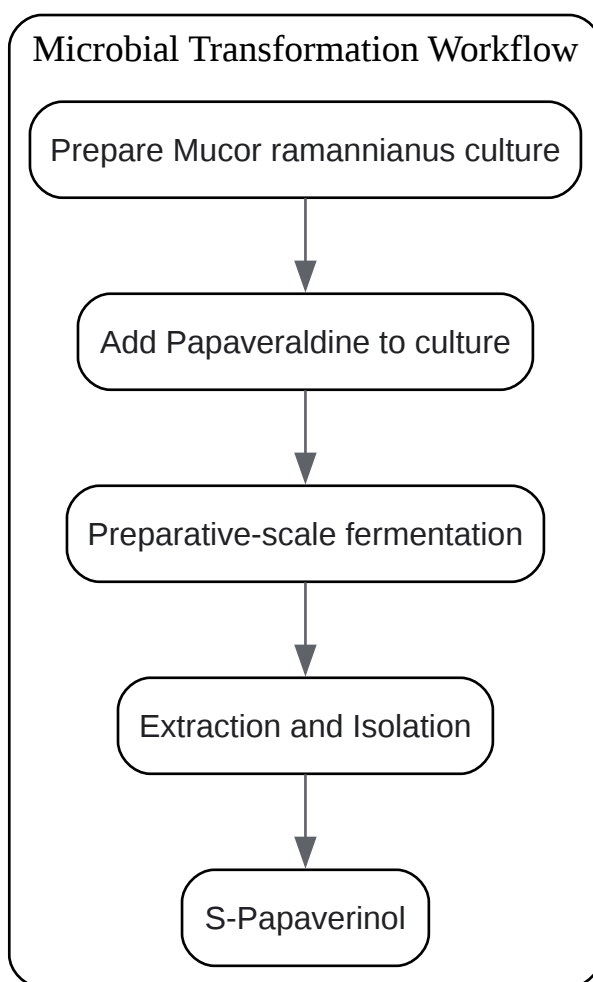 Microbial Transformation Workflow
Prepare Mucor ramannianus culture
Add Papaveraldine to culture
Preparative-scale fermentation
Extraction and Isolation
S-Papaverinol